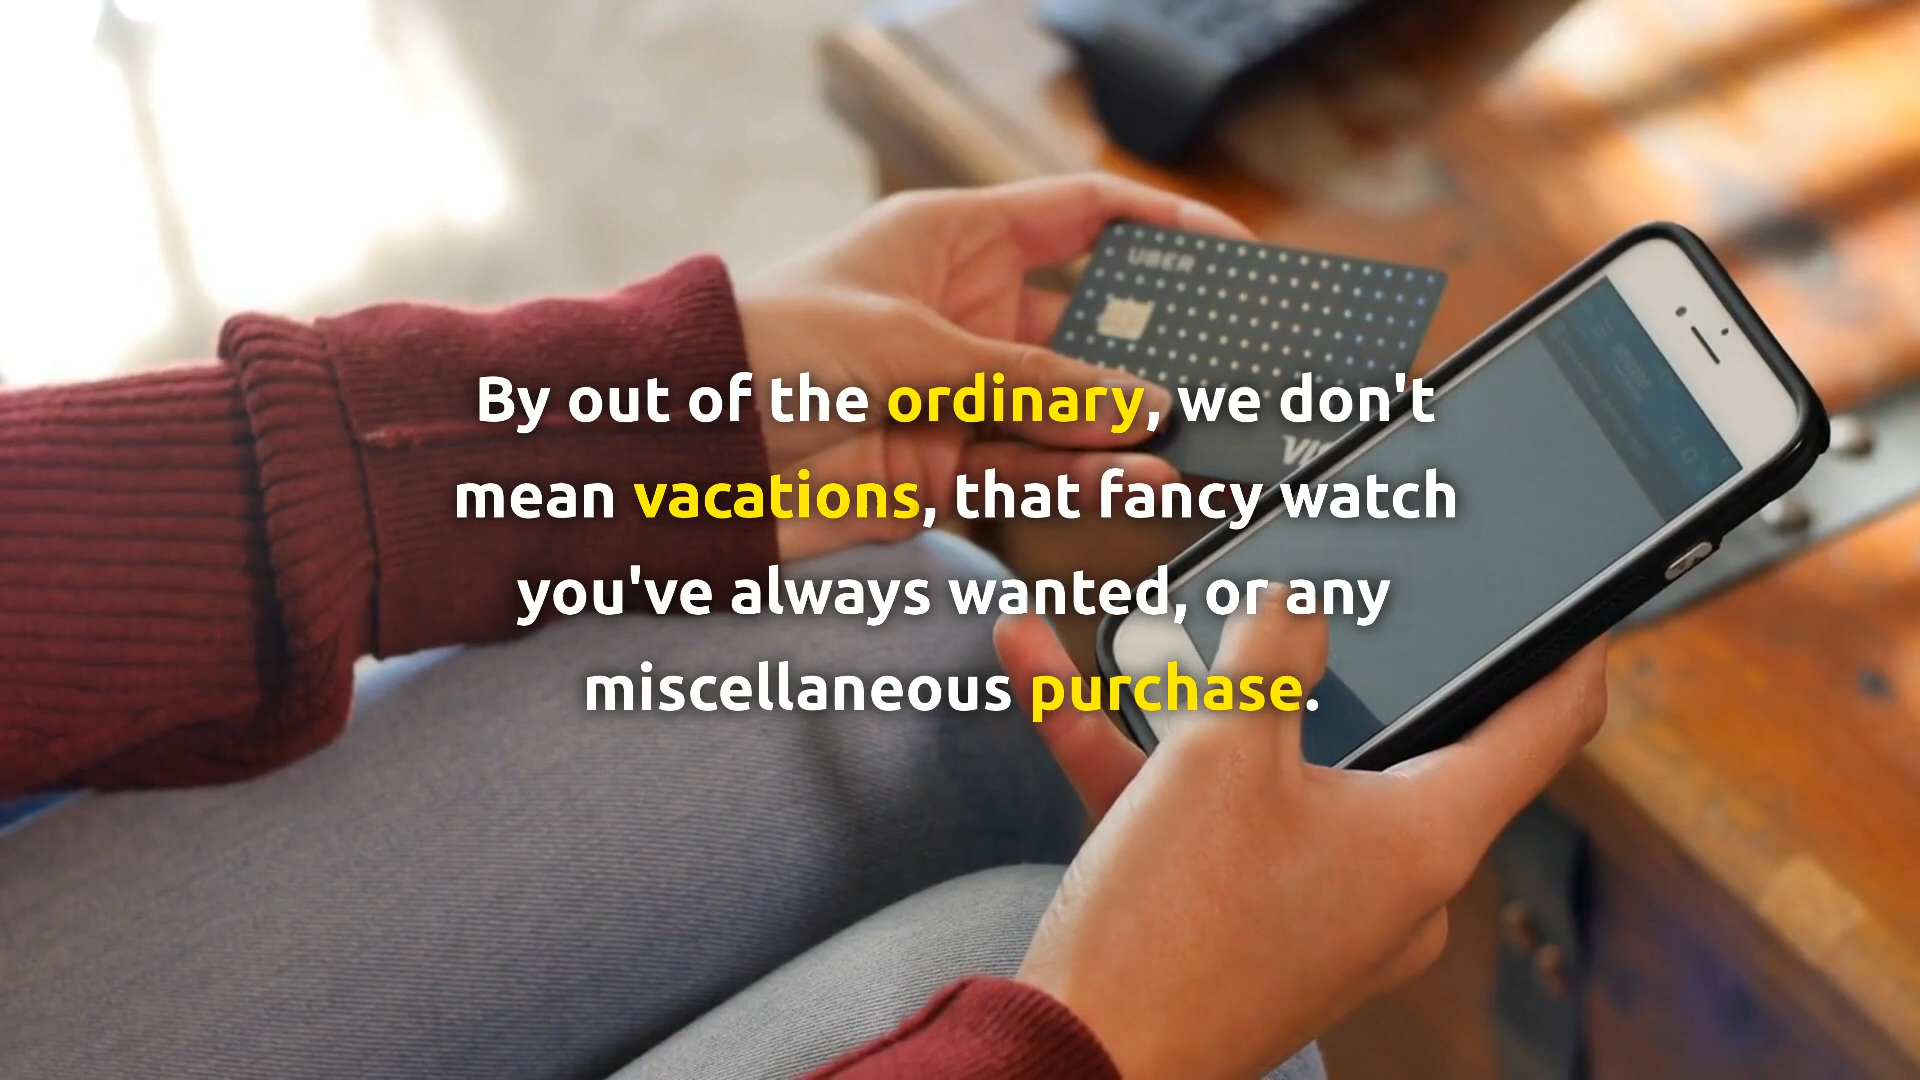 UBER
By out of the ordinary, we don't
mean vacations, that fancy watch
you've always wanted, or any
miscellaneous purchase.